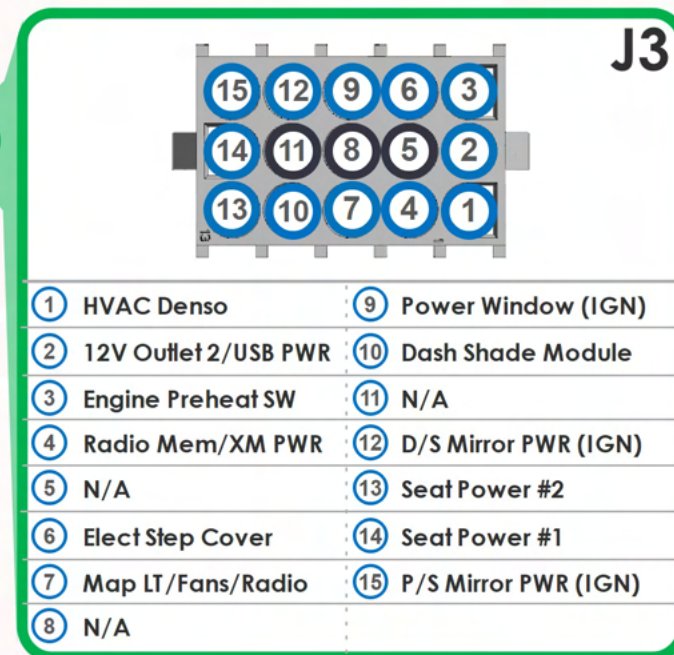 J3
15 12 9 6 3
14 11 8 5 2
13 10 7 4 1
13
1 HVAC Denso
9 Power Window (IGN)
2 12V Outlet 2/USB PWR
10 Dash Shade Module
3 Engine Preheat SW
11 N/A
4 Radio Mem/XM PWR
12 D/S Mirror PWR (IGN)
5 N/A
13 Seat Power #2
6 Elect Step Cover
14 Seat Power #1
7 Map LT/Fans/Radio
15 P/S Mirror PWR (IGN)
8 N/A